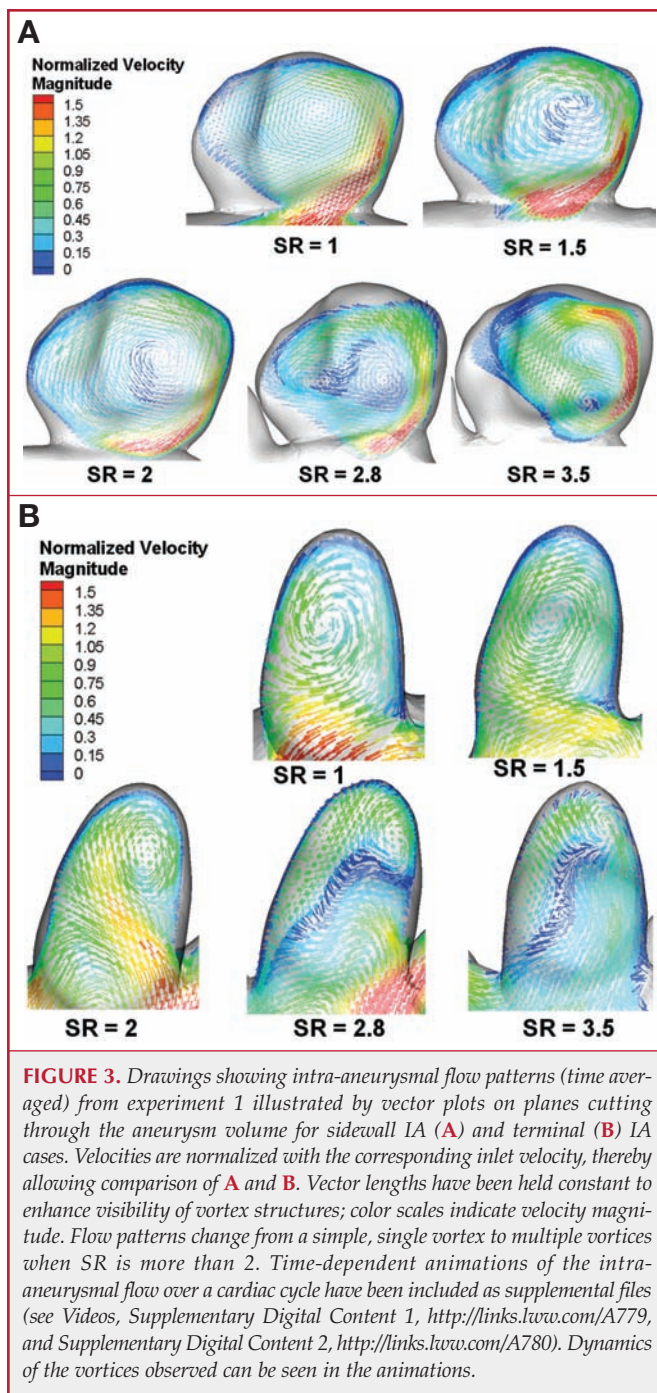 A
Normalized Velocity
Magnitude
1.5
1.35
1.2
1.05
0.9
0.75
0.6
0.45
0.3
0.15
0
SR = 1
SR = 1.5
SR = 2
SR = 2.8
SR = 3.5
B
Normalized Velocity
Magnitude
1.5
1.35
1.2
1.05
0.9
0.75
0.6
0.45
0.3
0.15
0
SR = 1
SR = 1.5
SR = 2
SR = 2.8
SR = 3.5
FIGURE 3. Drawings showing intra-aneurysmal flow patterns (time aver-
aged) from experiment 1 illustrated by vector plots on planes cutting
through the aneurysm volume for sidewall IA (A) and terminal (B) IA
cases. Velocities are normalized with the corresponding inlet velocity, thereby
allowing comparison of A and B. Vector lengths have been held constant to
enhance visibility of vortex structures; color scales indicate velocity magni-
tude. Flow patterns change from a simple, single vortex to multiple vortices
when SR is more than 2. Time-dependent animations of the intra-
aneurysmal flow over a cardiac cycle have been included as supplemental files
(see Videos, Supplementary Digital Content 1, http://links.lww.com/A779,
and Supplementary Digital Content 2, http://links.lww.com/A780). Dynamics
of the vortices observed can be seen in the animations.